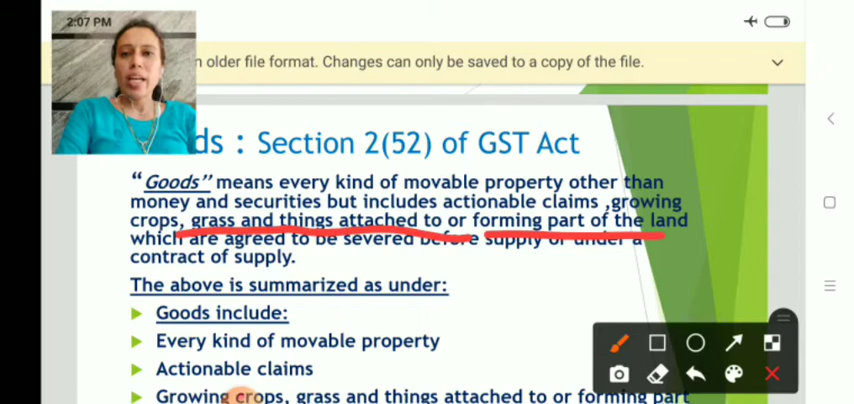 2:07 PM
n older file format. Changes can only be saved to a copy of the file.
ds : Section 2(52) of GST Act
“Goods” means every kind of movable property other than
money and securities but includes actionable claims ,growing
crops, grass and things attached to or forming part of the land
which are agreed to be severed before supply or under a
contract of supply.
The above is summarized as under:
Goods include:
Every kind of movable property
Actionable claims
Growing crops, grass and things attached to or forming part